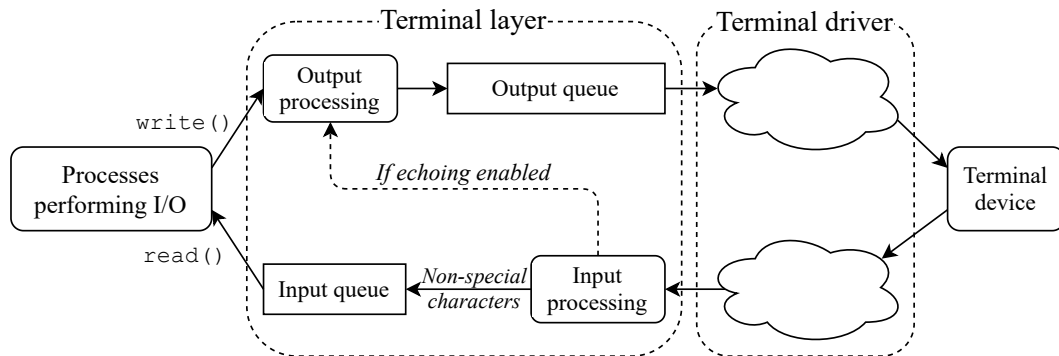 Terminal layer
Terminal driver
Output
processing
Output queue
write()
If echoing enabled
Processes
performing I/O
Terminal
device
read()
Input queue
Non-special
characters
Input
processing